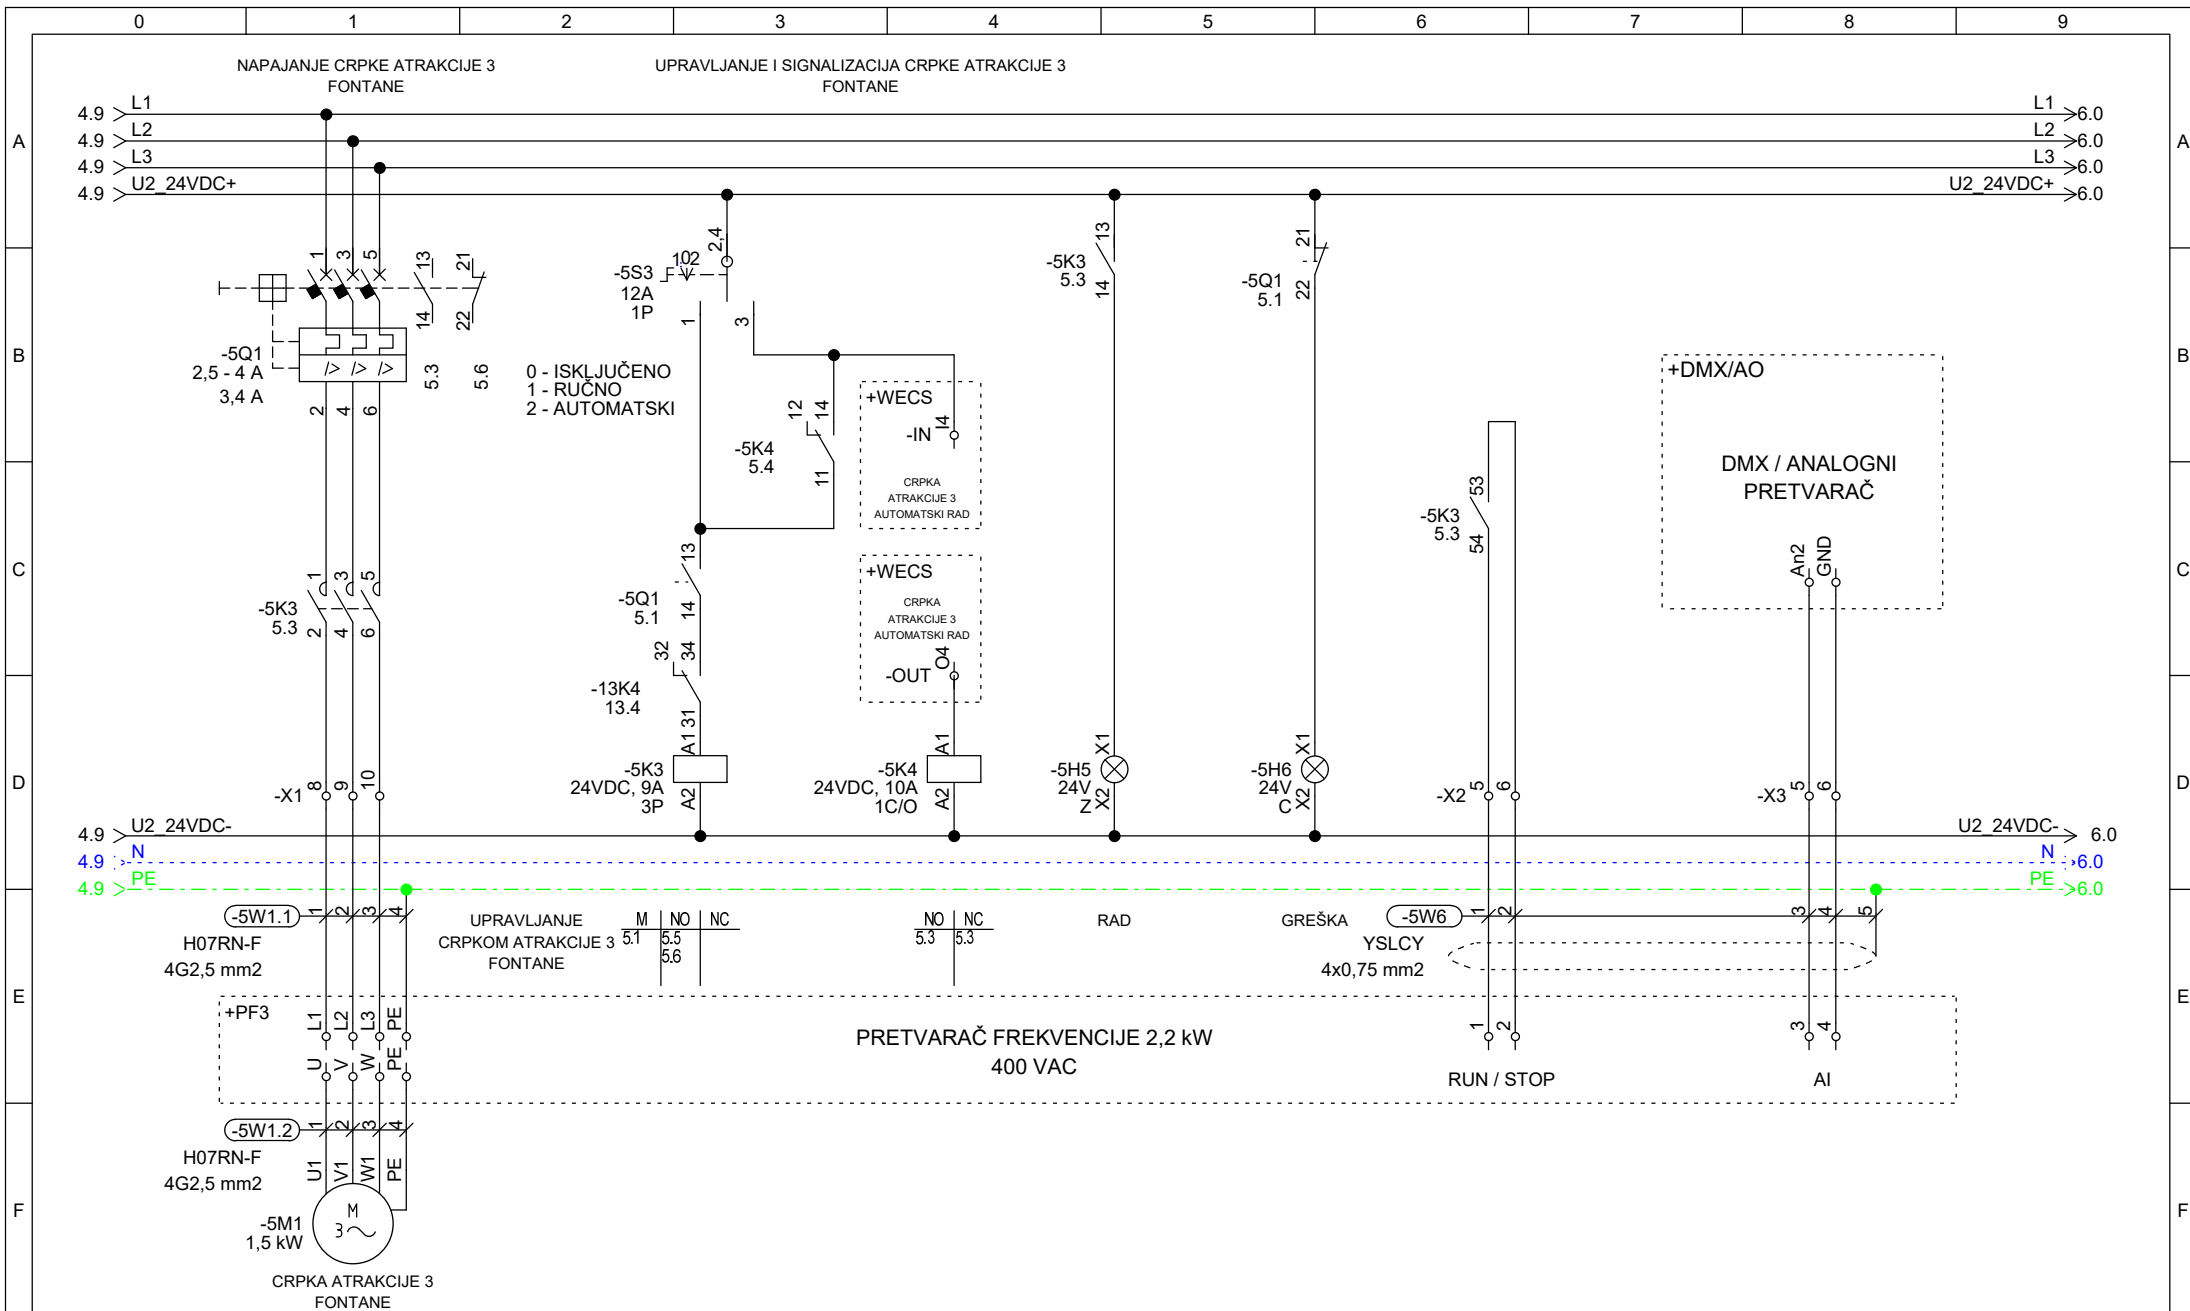 0 1 2 3 4 5 6 7 8 9
NAPAJANJE CRPKE ATRAKCIJE 3
FONTANE
UPRAVLJANJE I SIGNALIZACIJA CRPKE ATRAKCIJE 3
FONTANE
A A
4.9 L1 L1 6.0
4.9 L2 L2 6.0
4.9 L3 L3 6.0
4.9 U2_24VDC+ U2_24VDC+ 6.0
B B
1 3 5 13 21
14 22
-5Q1
2,5 - 4 A
3,4 A
2 4 6
5.3 5.6
0 - ISKLJUČENO
1 - RUČNO
2 - AUTOMATSKI
-5S3
12A
1P
102
2,4
1 3
-5K4
5.4
12 14
11
+WECS
-IN
I4
CRPKA
ATRAKCIJE 3
AUTOMATSKI RAD
-5K3
5.3
13
14
-5Q1
5.1
21
22
+DMX/AO
DMX / ANALOGNI
PRETVARAČ
An2 GND
C C
-5K3
5.3
1 3 5
2 4 6
-5Q1
5.1
13
14
+WECS
CRPKA
ATRAKCIJE 3
AUTOMATSKI RAD
-OUT
O4
-5K3
5.3
53
54
-13K4
13.4
32 34
31
D D
-X1
8 9 10
-5K3
24VDC, 9A
3P
A1
A2
-5K4
24VDC, 10A
1C/O
A1
A2
-5H5
24V
Z
X1
X2
-5H6
24V
C
X1
X2
-X2
5 6
-X3
5 6
4.9 U2_24VDC- U2_24VDC- 6.0
4.9 N N 6.0
4.9 PE PE 6.0
E E
-5W1.1
1 2 3 4
H07RN-F
4G2,5 mm2
UPRAVLJANJE
CRPKOM ATRAKCIJE 3
FONTANE
M NO NC
5.1 5.5
5.6
NO NC
5.3 5.3
RAD
GREŠKA
-5W6
1 2 3 4 5
YSLCY
4x0,75 mm2
+PF3
L1 L2 L3 PE
U V W PE
PRETVARAČ FREKVENCIJE 2,2 kW
400 VAC
1 2
RUN / STOP
3 4
AI
F F
-5W1.2
1 2 3 4
H07RN-F
4G2,5 mm2
U1 V1 W1 PE
M
3
-5M1
1,5 kW
CRPKA ATRAKCIJE 3
FONTANE